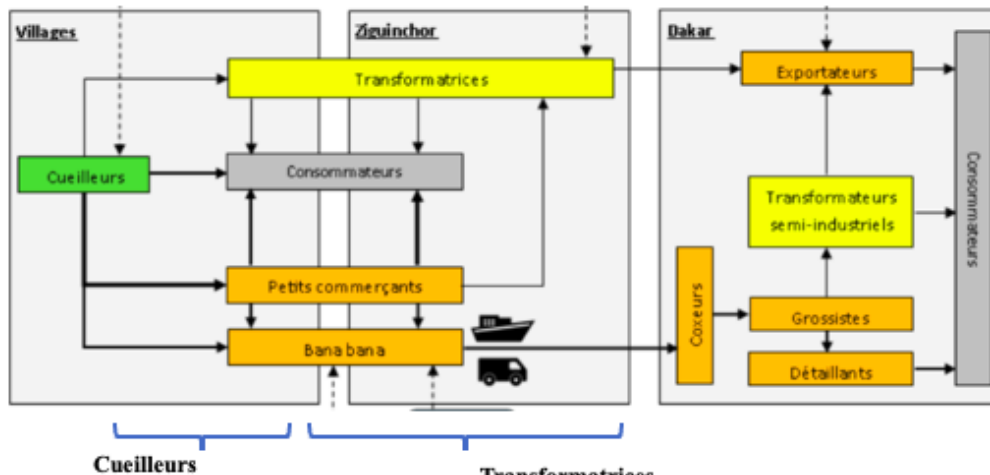 Villages
Ziguinchor
Dakar
Transformatrices
Exportateurs
Cueilleurs
Consommateurs
Transformateurs
semi-industriels
Consommateurs
Petits commerçants
Coxeurs
Grossistes
Bana bana
Détaillants
Cueilleurs
Transformatrices